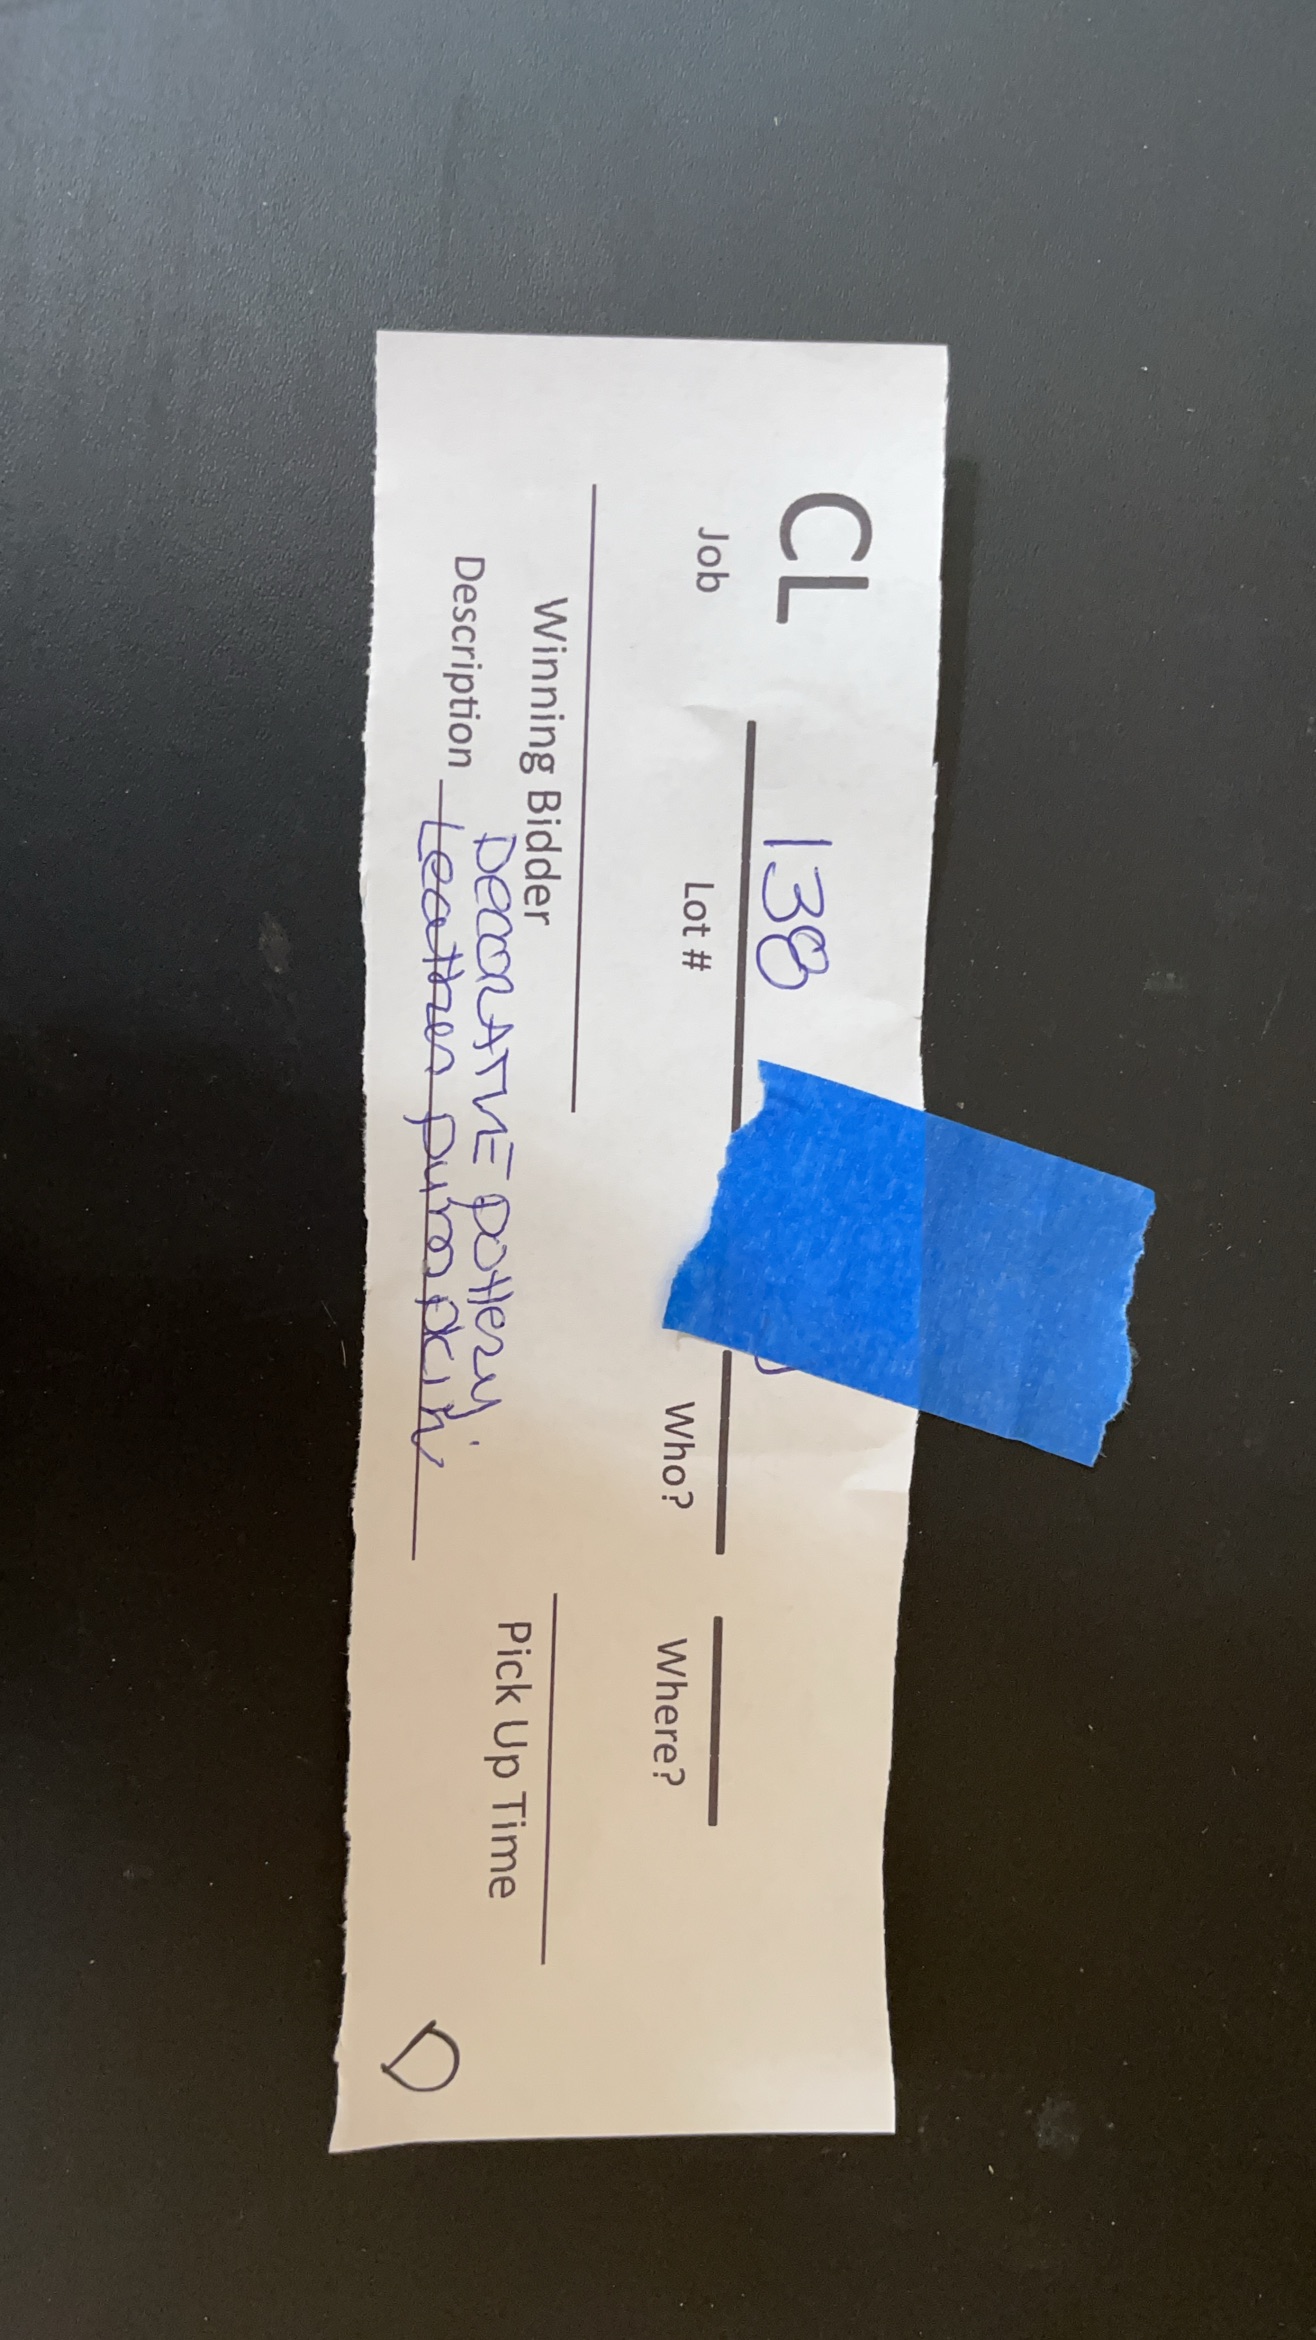 CL 138
Job Lot # Who? Where?
Winning Bidder Pick Up Time
DecorATIVE pottery.
Description Leather pumpkin
D